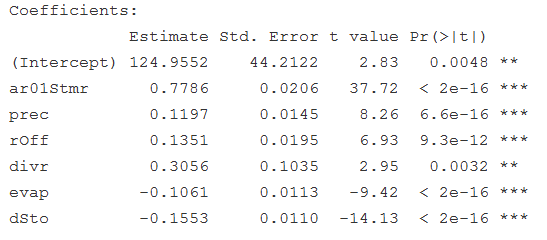 Coefficients:
Estimate Std. Error t value Pr(>|t|)
(Intercept) 124.9552 44.2122 2.83 0.0048 **
ar01Stmr 0.7786 0.0206 37.72 < 2e-16 ***
prec 0.1197 0.0145 8.26 6.6e-16 ***
rOff 0.1351 0.0195 6.93 9.3e-12 ***
divr 0.3056 0.1035 2.95 0.0032 **
evap -0.1061 0.0113 -9.42 < 2e-16 ***
dSto -0.1553 0.0110 -14.13 < 2e-16 ***